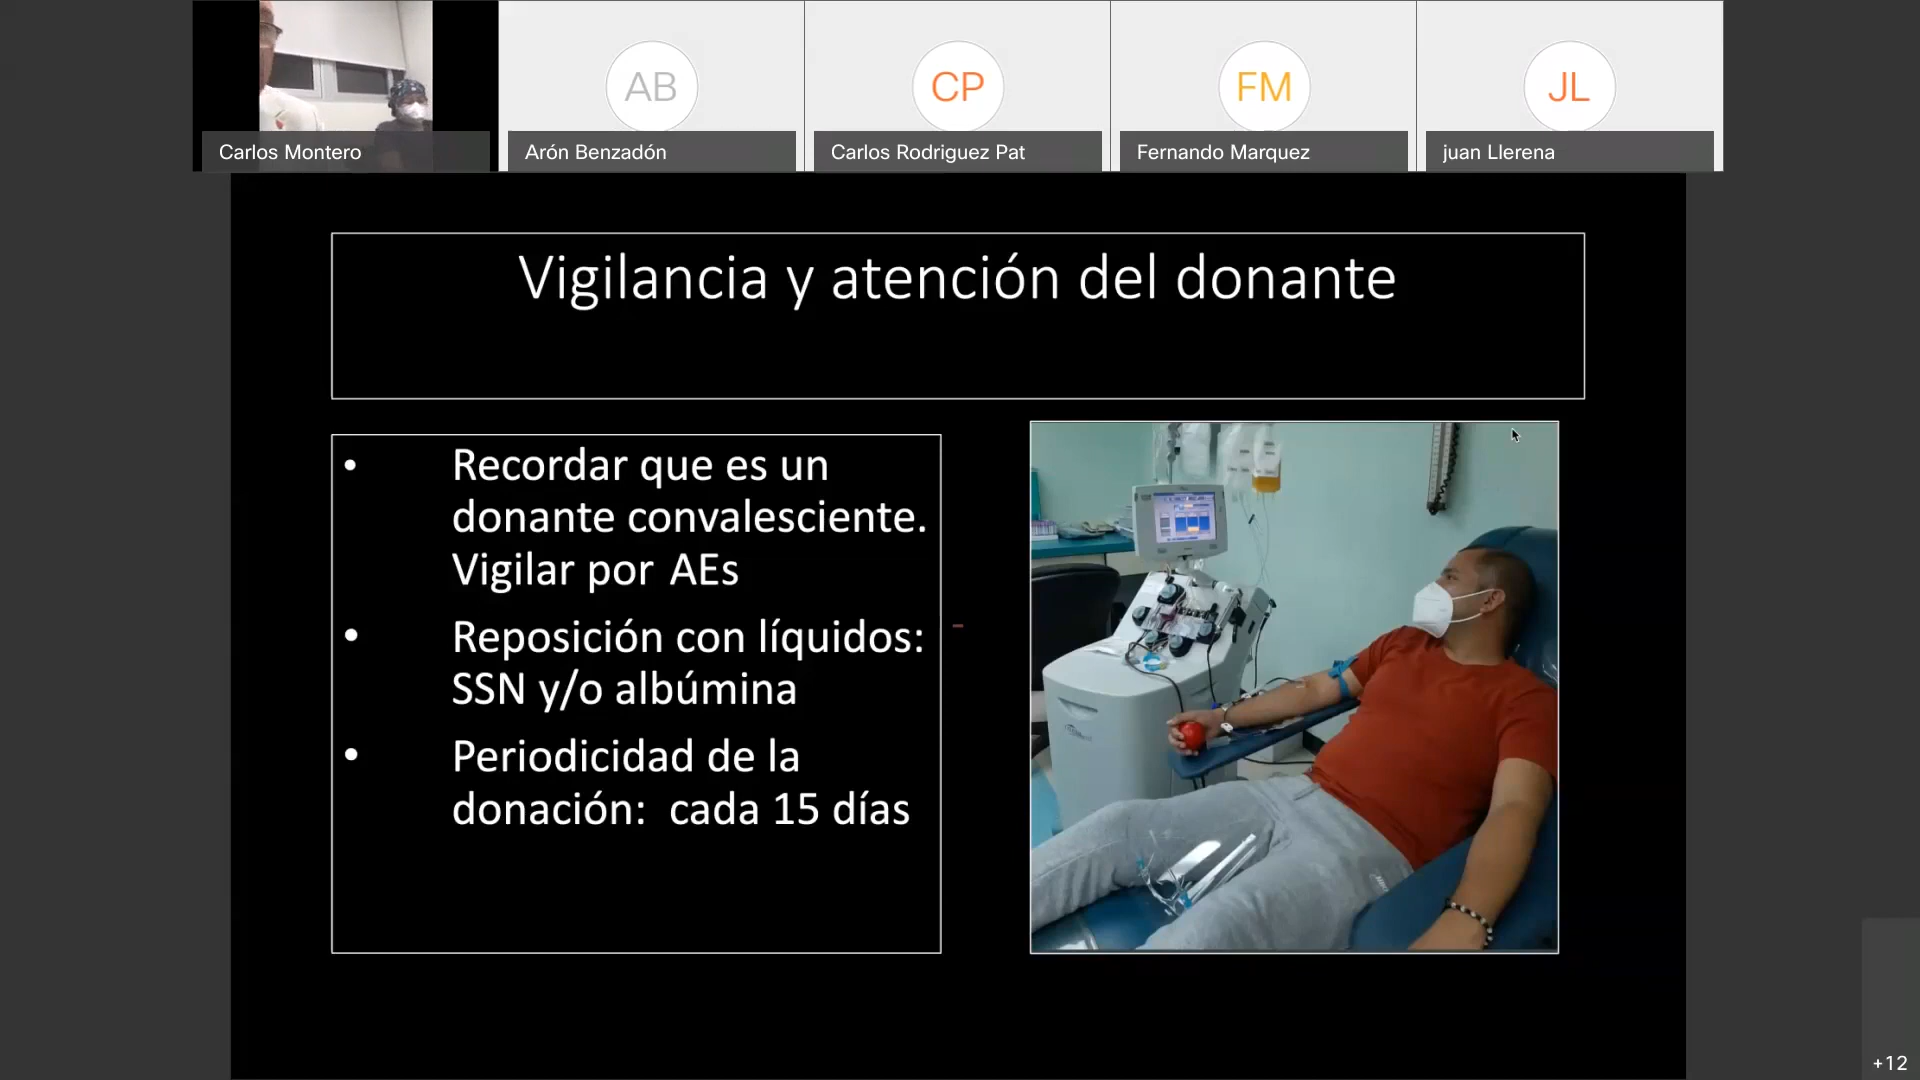 AB
CP
FM
JL
Carlos Montero
Arón Benzadón
Carlos Rodriguez Pat
Fernando Marquez
juan Llerena
Vigilancia y atención del donante
• Recordar que es un
donante convalesciente.
Vigilar por AEs
• Reposición con líquidos:
SSN y/o albúmina
• Periodicidad de la
donación: cada 15 días
+12